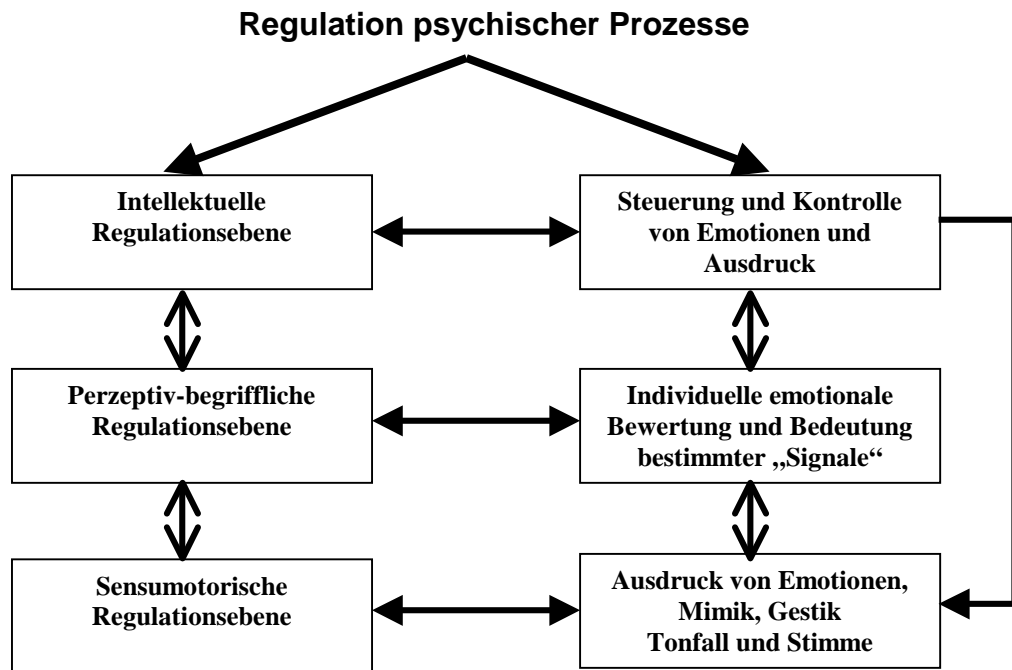 Regulation psychischer Prozesse
Intellektuelle
Regulationsebene
Steuerung und Kontrolle
von Emotionen und
Ausdruck
Perzeptiv-begriffliche
Regulationsebene
Individuelle emotionale
Bewertung und Bedeutung
bestimmter „Signale“
Sensumotorische
Regulationsebene
Ausdruck von Emotionen,
Mimik, Gestik
Tonfall und Stimme